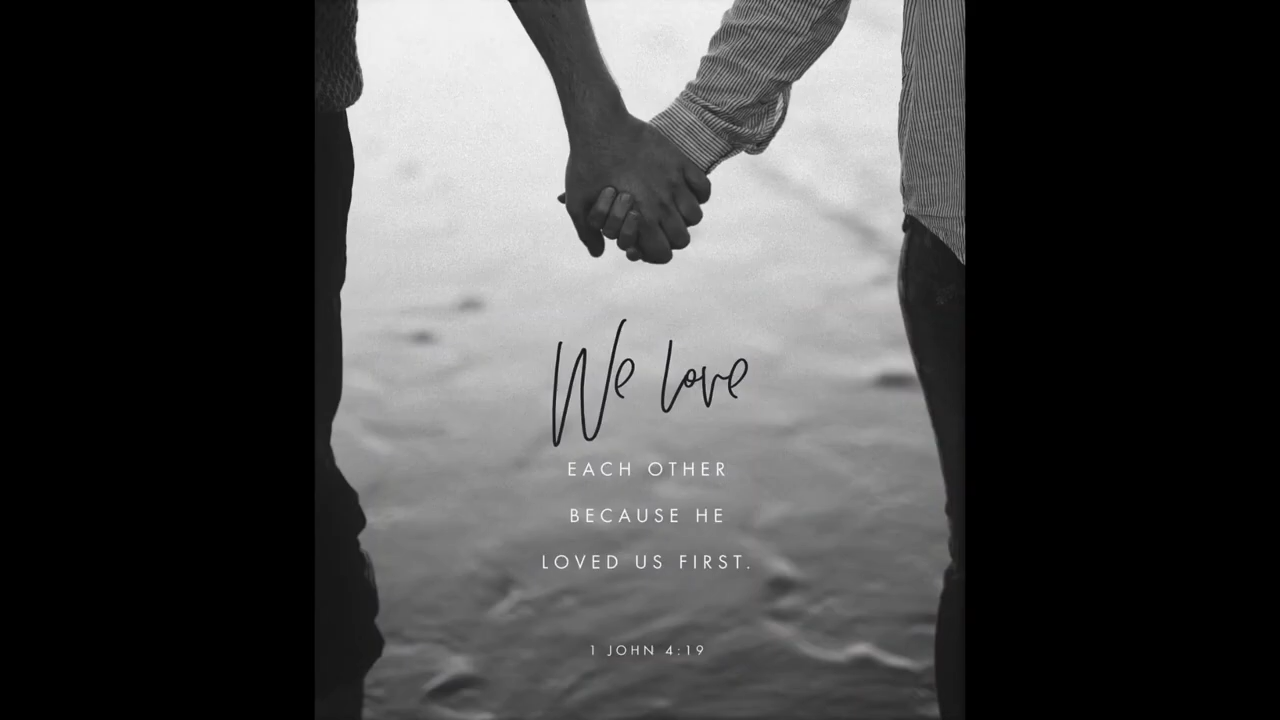 We love
EACH OTHER
BECAUSE HE
LOVED US FIRST.
1 JOHN 4:19